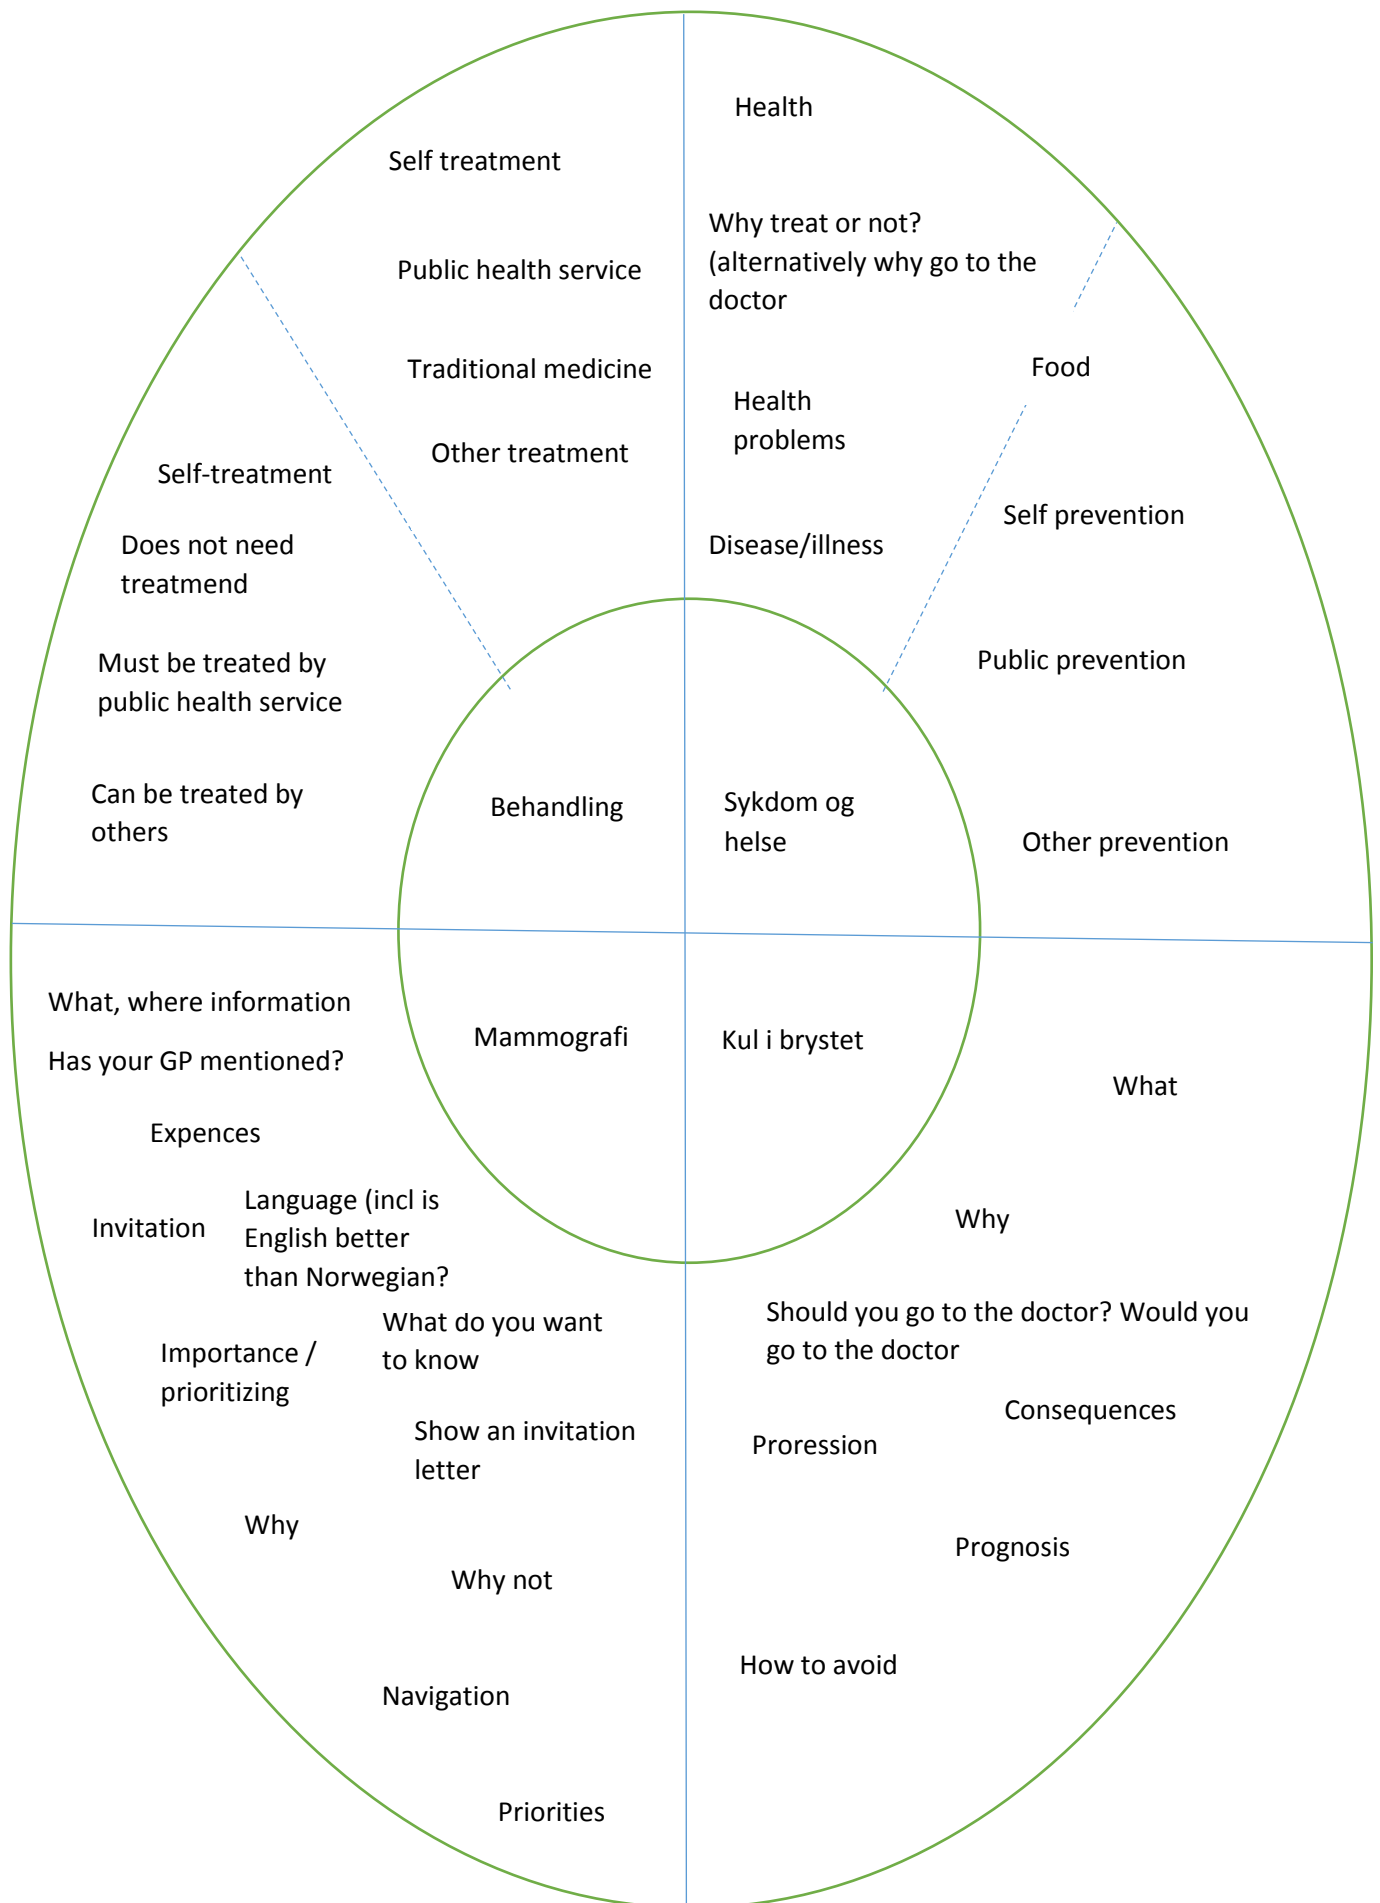 Health
Self treatment
Why treat or not?
(alternatively why go to the
doctor
Public health service
Traditional medicine
Food
Health
problems
Other treatment
Self-treatment
Self prevention
Does not need
treatmend
Disease/illness
Must be treated by
public health service
Public prevention
Can be treated by
others
Behandling
Sykdom og
helse
Other prevention
What, where information
Has your GP mentioned?
Mammografi
Kul i brystet
What
Expences
Invitation
Language (incl is
English better
than Norwegian?
Why
What do you want
to know
Should you go to the doctor? Would you
go to the doctor
Importance /
prioritizing
Consequences
Show an invitation
letter
Proression
Why
Prognosis
Why not
How to avoid
Navigation
Priorities